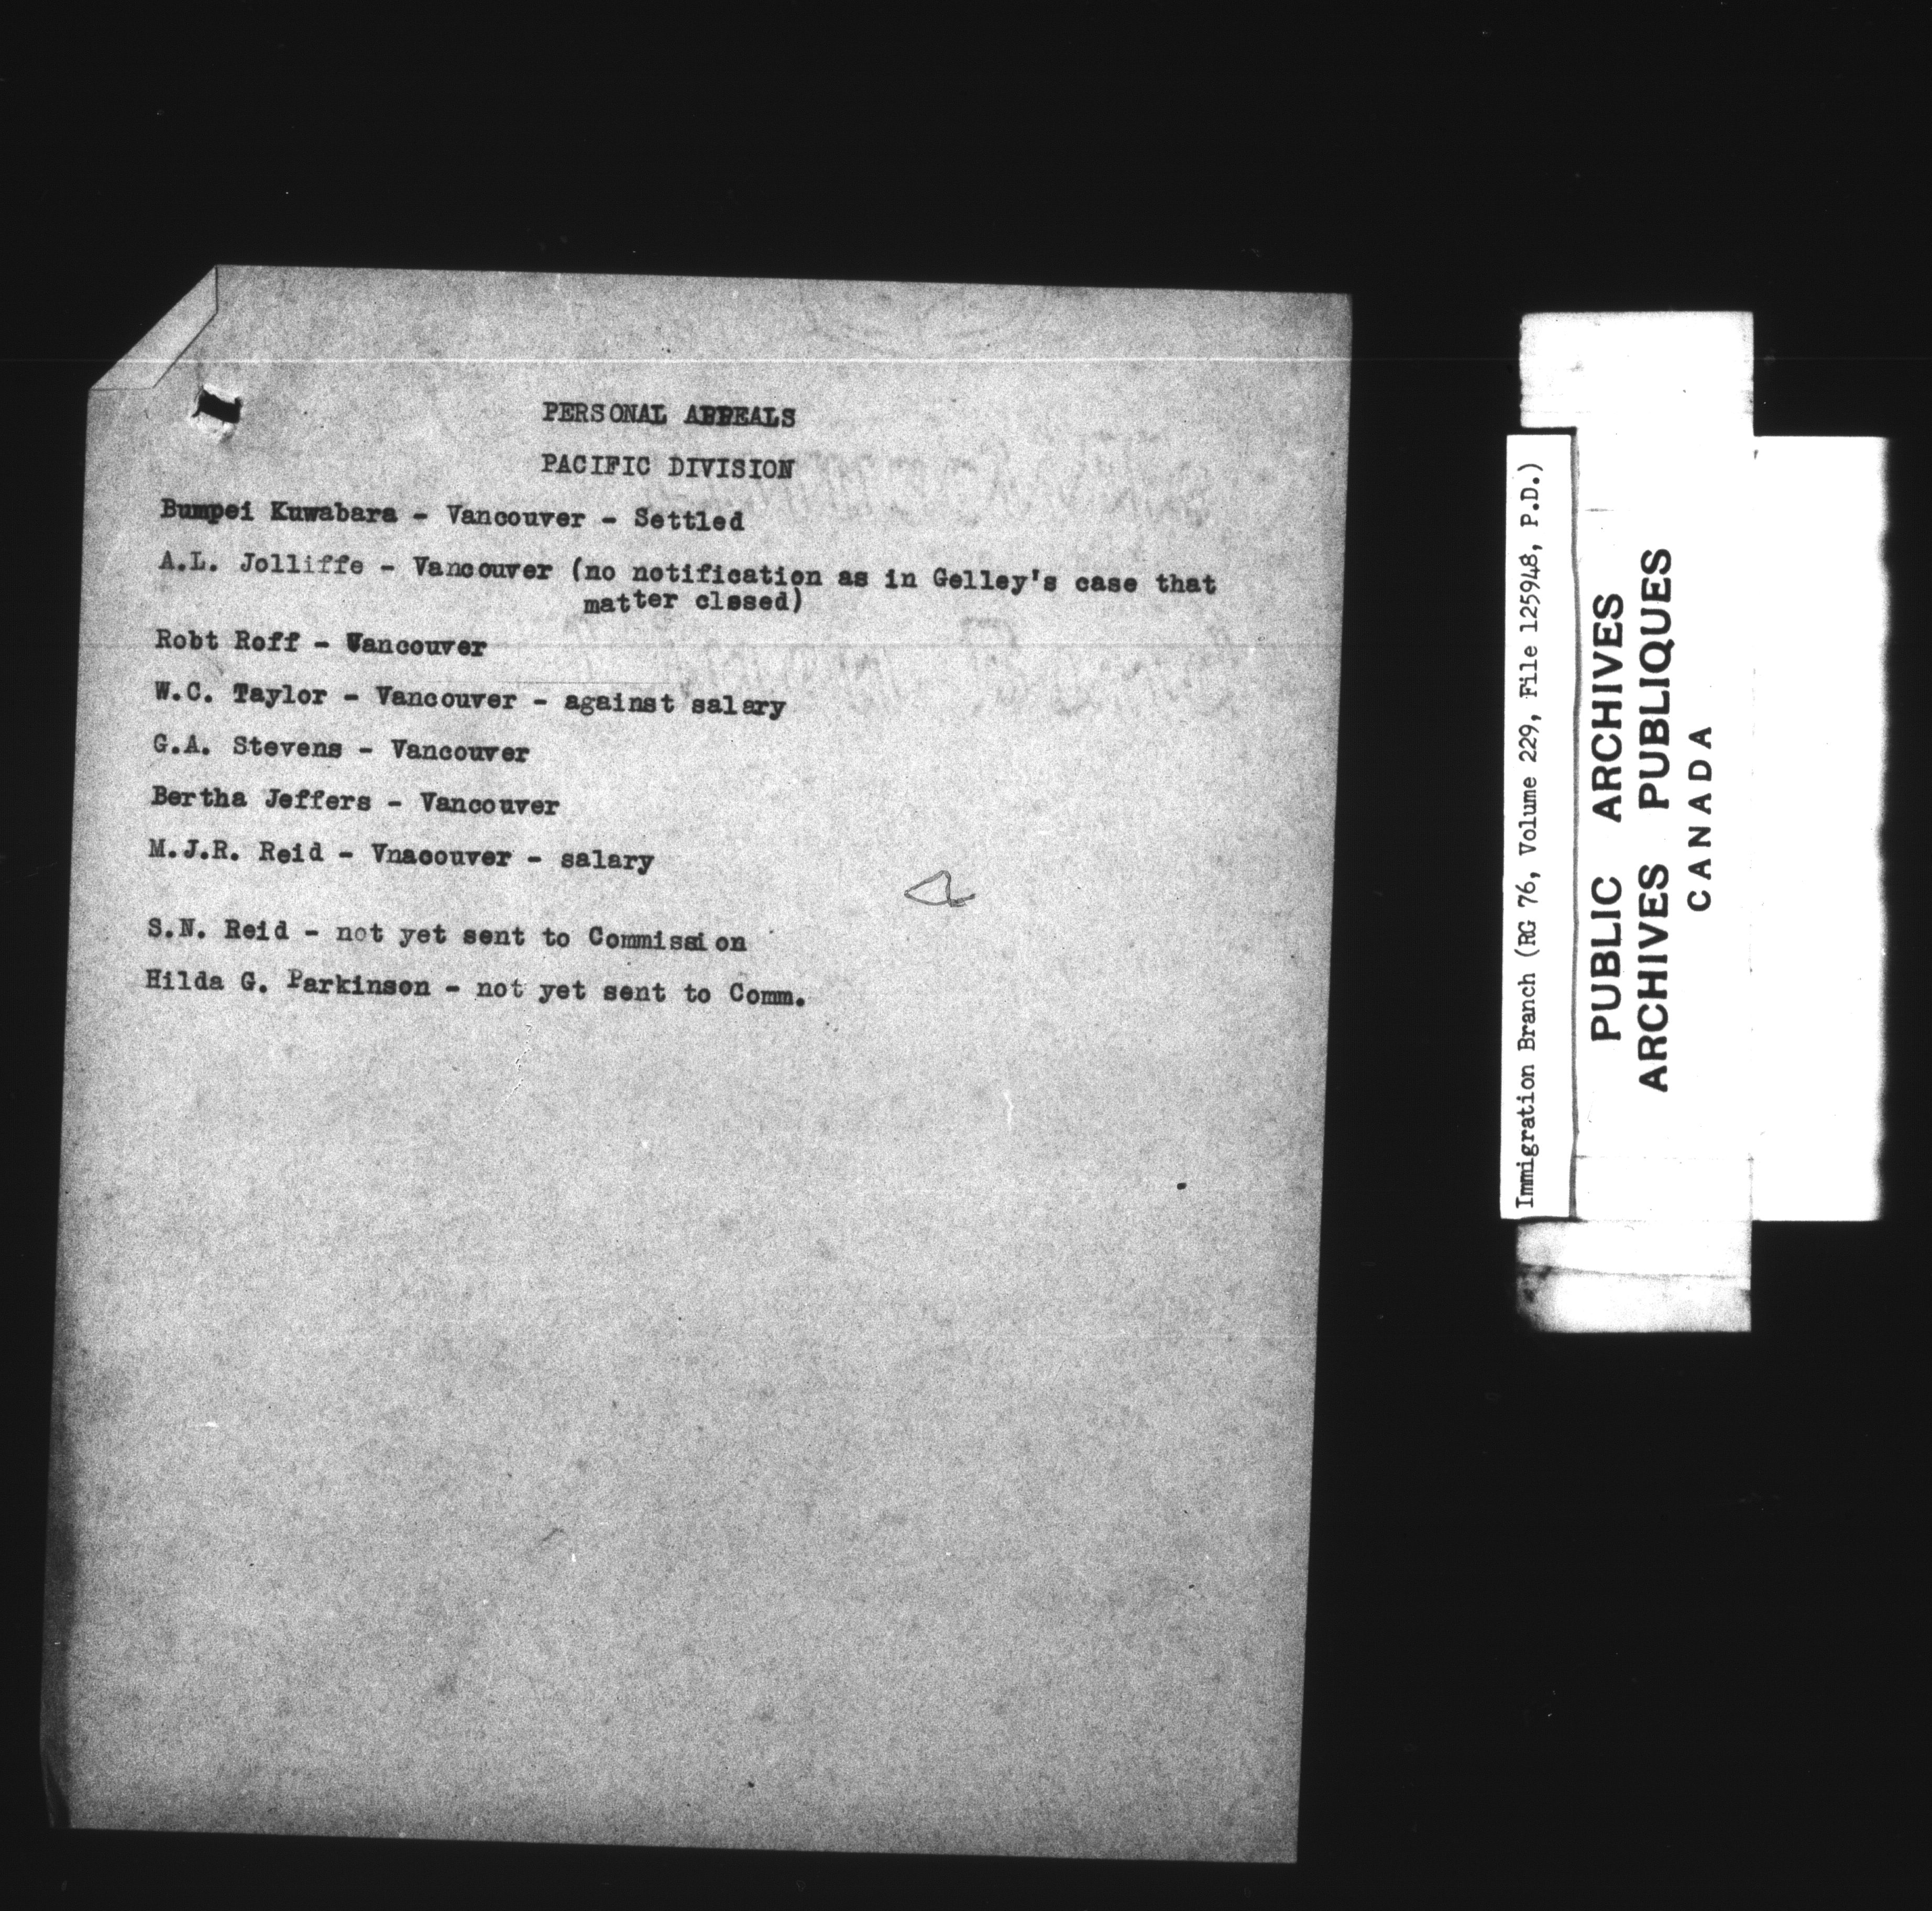 PERSONAL APPEALS
PACIFIC DIVISION
Bumpei Kuwabara - Vancouver - Settled
A.L. Jolliffe - Vancouver (no notification as in Gelley's case that
matter closed)
Robt Roff - Vancouver
W.C. Taylor - Vancouver - against salary
G.A. Stevens - Vancouver
Bertha Jeffers - Vancouver
M.J.R. Reid - Vnacouver - salary
S.N. Reid - not yet sent to Commission
Hilda G. Parkinson - not yet sent to Comm.
Immigration Branch (RG 76, Volume 229, File 125948, P.D.)
PUBLIC ARCHIVES
ARCHIVES PUBLIQUES
CANADA